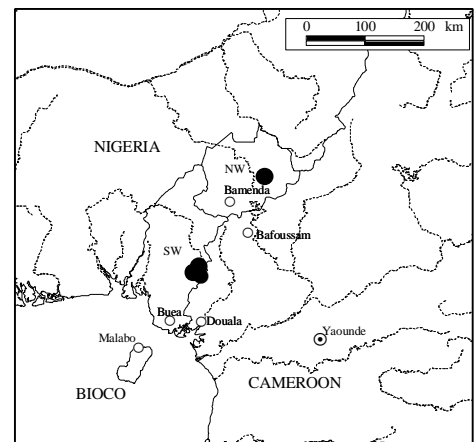 0 100 200 km
NIGERIA
NW
Bamenda
Bafoussam
SW
Buea
Douala
Malabo
Yaounde
BIOCO
CAMEROON